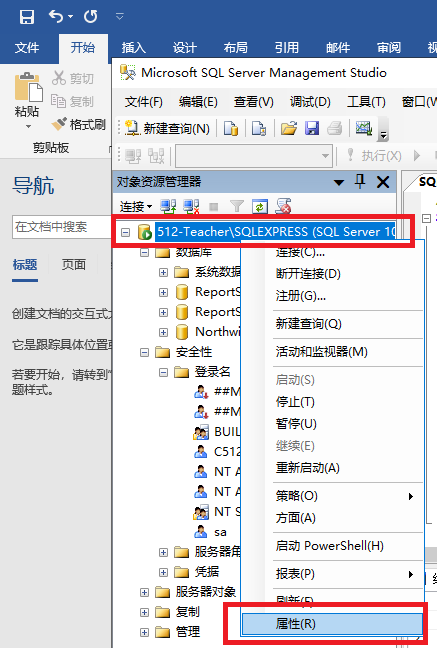 文件 开始 插入 设计 布局 引用 邮件 审阅
粘贴
剪切
复制
格式刷
剪贴板
导航
在文档中搜索
标题 页面
创建文档的交互式
它是跟踪具体位置
若要开始，请转到“
题样式。
Microsoft SQL Server Management Studio
文件(F) 编辑(E) 查看(V) 调试(D) 工具(T) 窗口(W
新建查询(N)
执行(X)
对象资源管理器
SQ
连接
512-Teacher\SQLEXPRESS (SQL Server 10
数据库
系统数据
ReportS
ReportS
Northwi
安全性
登录名
##M
##M
BUIL
C512
NT A
NT A
NT S
sa
服务器角
凭据
服务器对象
复制
管理
连接(C)...
断开连接(D)
注册(G)...
新建查询(Q)
活动和监视器(M)
启动(S)
停止(T)
暂停(U)
继续(E)
重新启动(A)
策略(O)
方面(A)
启动 PowerShell(H)
报表(P)
刷新(F)
属性(R)